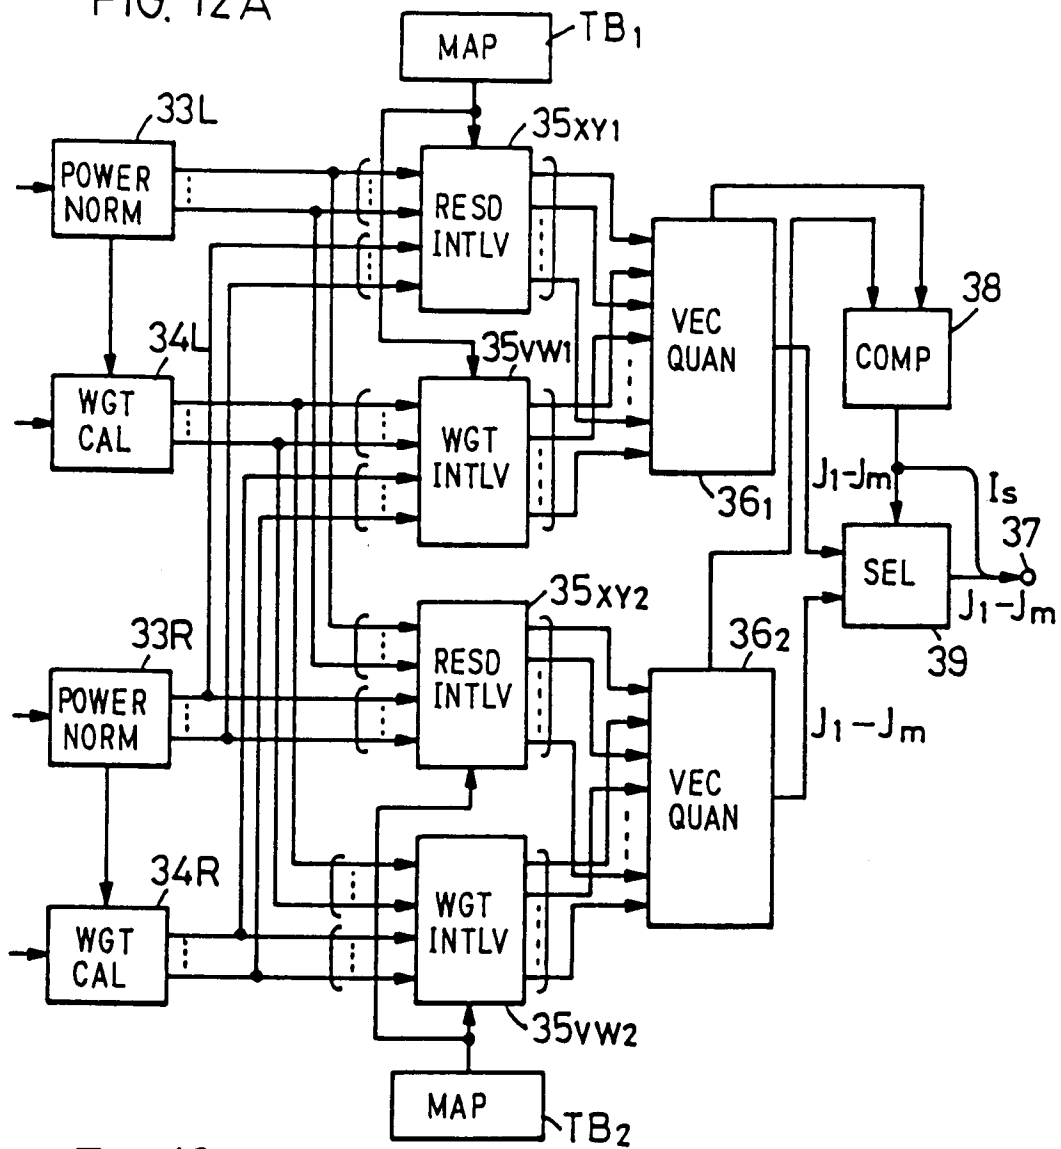 FIG. 12A
MAP
TB1
33L
35XY1
POWER
NORM
RESD
INTLV
VEC
QUAN
38
COMP
34L
35VW1
WGT
CAL
WGT
INTLV
361
J1-Jm
Is
37
SEL
J1-Jm
39
35XY2
33R
362
POWER
NORM
RESD
INTLV
J1-Jm
VEC
QUAN
34R
WGT
CAL
WGT
INTLV
35VW2
MAP
TB2